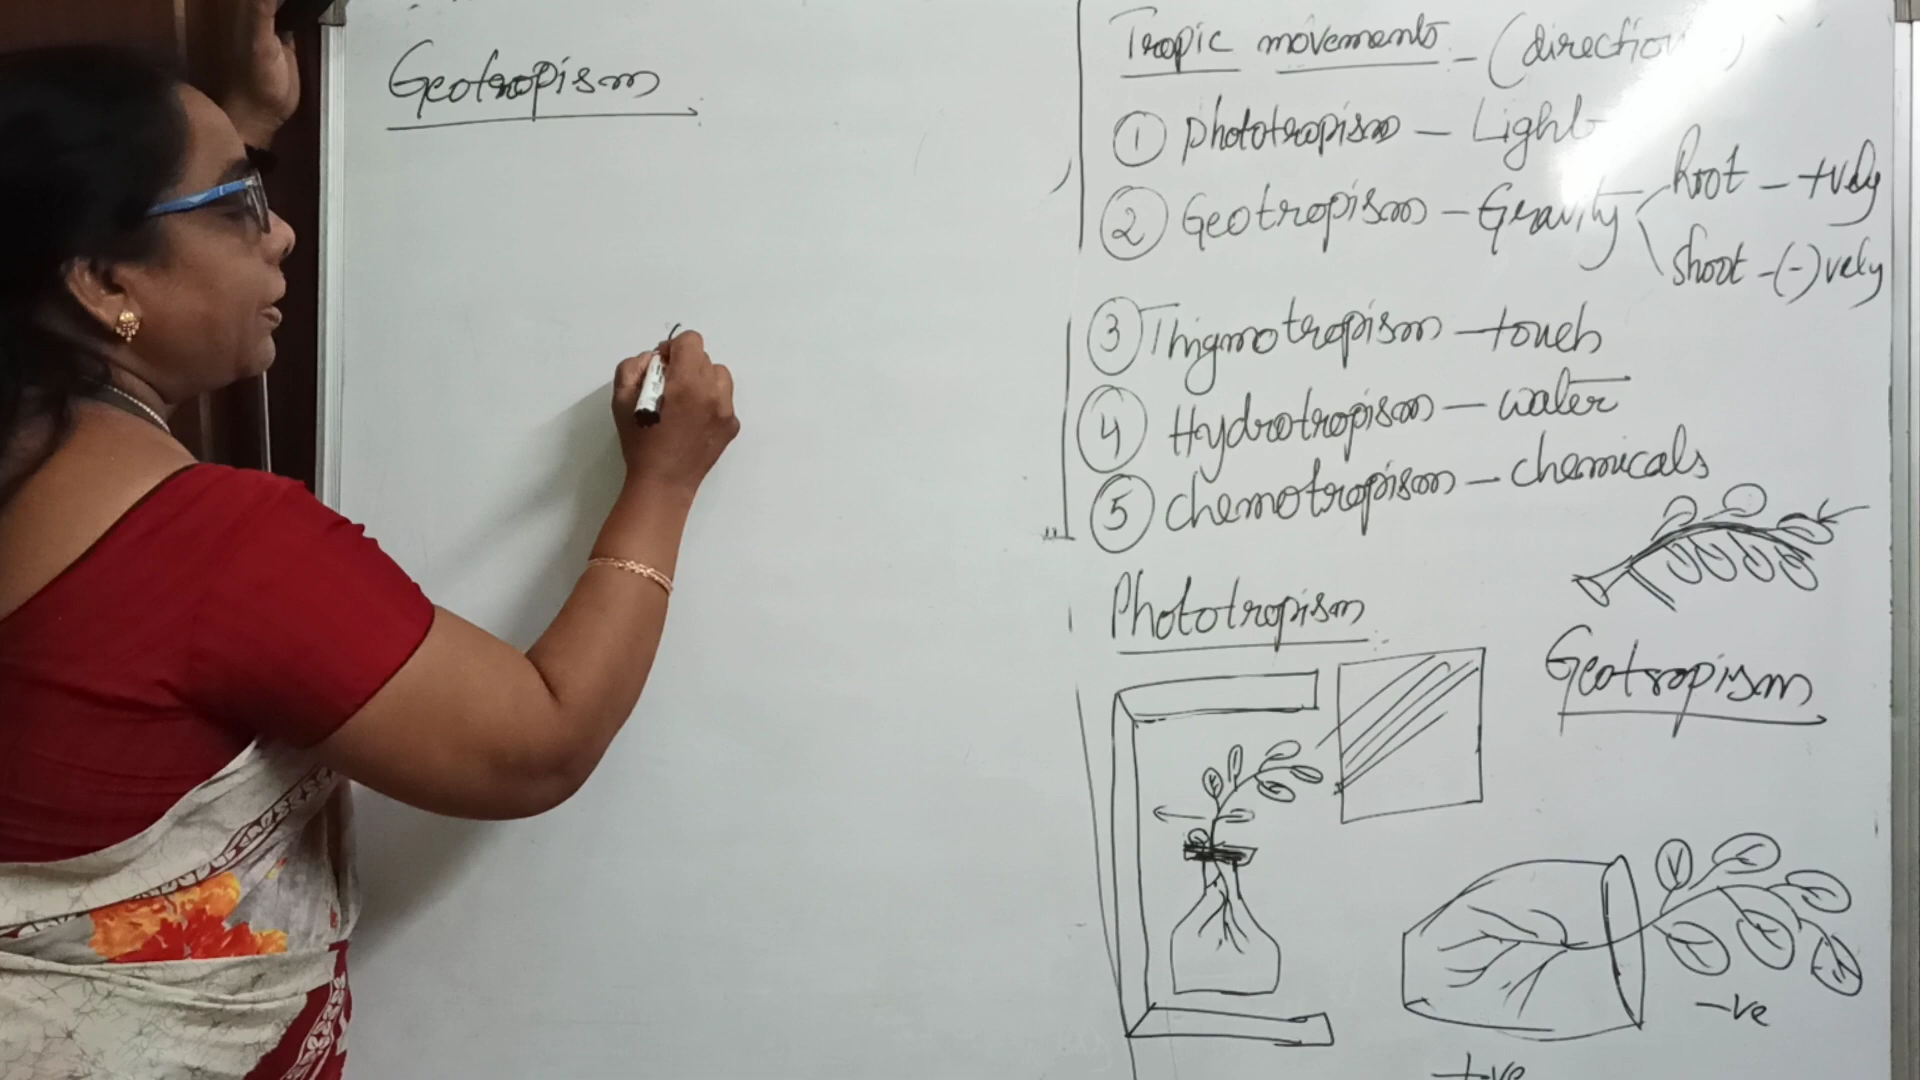 Geotropism
Tropic movements - (direction
① Phototropism - Light
② Geotropism - Gravity
Root - +vely
Shoot -(-)vely
③ Thigmotropism - touch
④ Hydrotropism - water
⑤ chemotropism - chemicals
Phototropism
Geotropism
-ve
+ve